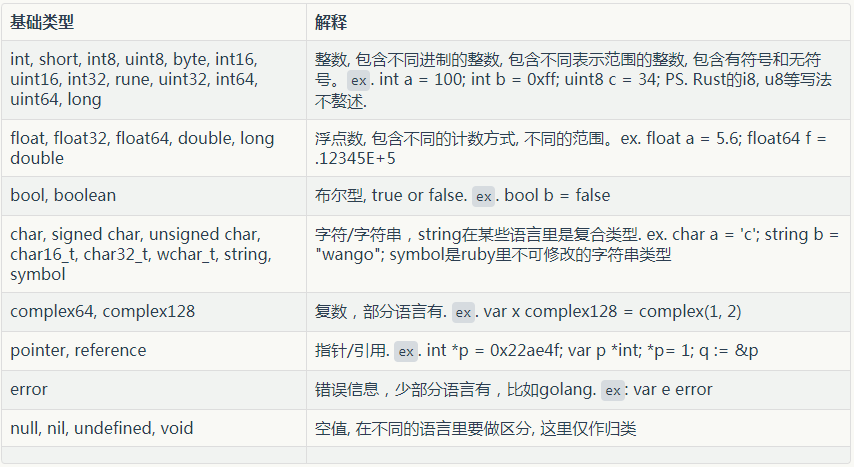 基础类型 解释
int, short, int8, uint8, byte, int16,
uint16, int32, rune, uint32, int64,
uint64, long
整数, 包含不同进制的整数, 包含不同表示范围的整数, 包含有符号和无符
号。ex. int a = 100; int b = 0xff; uint8 c = 34; PS. Rust的i8, u8等写法
不螯述.
float, float32, float64, double, long
double
浮点数, 包含不同的计数方式, 不同的范围。ex. float a = 5.6; float64 f =
.12345E+5
bool, boolean
布尔型, true or false. ex. bool b = false
char, signed char, unsigned char,
char16_t, char32_t, wchar_t, string,
symbol
字符/字符串，string在某些语言里是复合类型. ex. char a = 'c'; string b =
"wango"; symbol是ruby里不可修改的字符串类型
complex64, complex128
复数，部分语言有. ex. var x complex128 = complex(1, 2)
pointer, reference
指针/引用. ex. int *p = 0x22ae4f; var p *int; *p= 1; q := &p
error
错误信息，少部分语言有，比如golang. ex: var e error
null, nil, undefined, void
空值, 在不同的语言里要做区分, 这里仅作归类